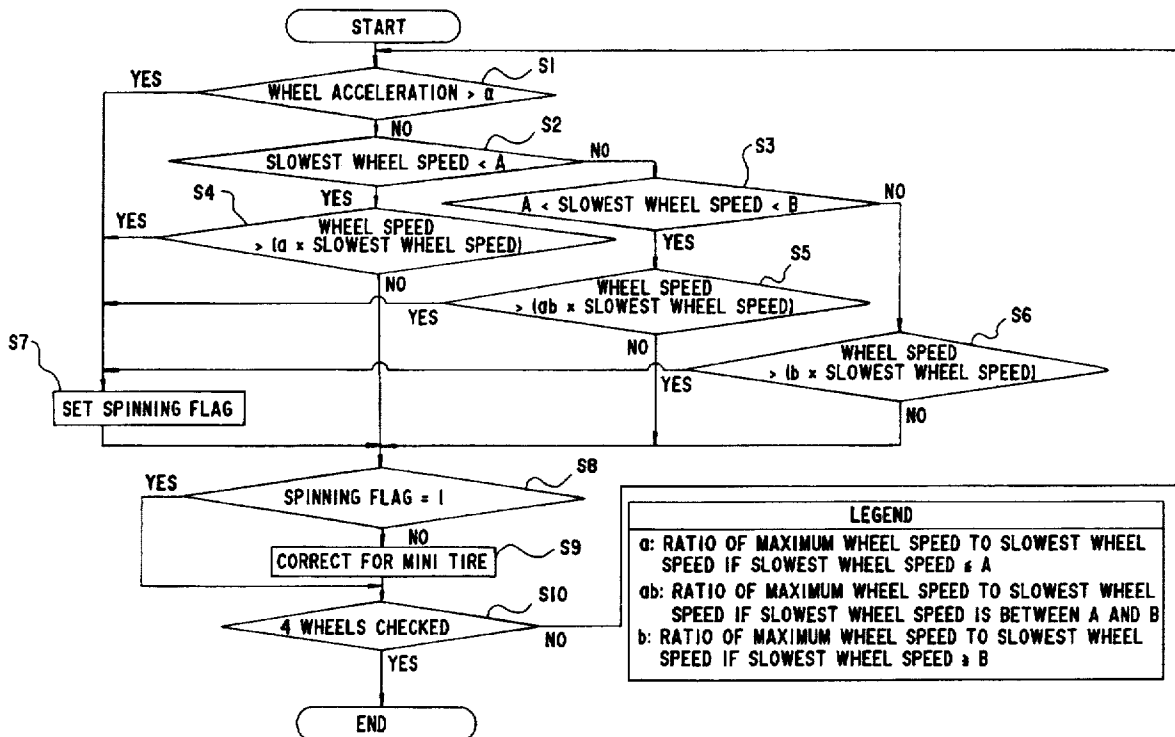 START
S1
YES
WHEEL ACCELERATION > α
NO
S2
SLOWEST WHEEL SPEED < A
NO
S3
S4
YES
A < SLOWEST WHEEL SPEED < B
NO
YES
WHEEL SPEED
> (a × SLOWEST WHEEL SPEED)
YES
S5
NO
WHEEL SPEED
> (ab × SLOWEST WHEEL SPEED)
YES
S6
S7
NO
WHEEL SPEED
> (b × SLOWEST WHEEL SPEED)
YES
SET SPINNING FLAG
NO
S8
YES
SPINNING FLAG = 1
NO
S9
CORRECT FOR MINI TIRE
S10
4 WHEELS CHECKED
NO
YES
END
LEGEND
a: RATIO OF MAXIMUM WHEEL SPEED TO SLOWEST WHEEL
SPEED IF SLOWEST WHEEL SPEED ≤ A
ab: RATIO OF MAXIMUM WHEEL SPEED TO SLOWEST WHEEL
SPEED IF SLOWEST WHEEL SPEED IS BETWEEN A AND B
b: RATIO OF MAXIMUM WHEEL SPEED TO SLOWEST WHEEL
SPEED IF SLOWEST WHEEL SPEED ≥ B